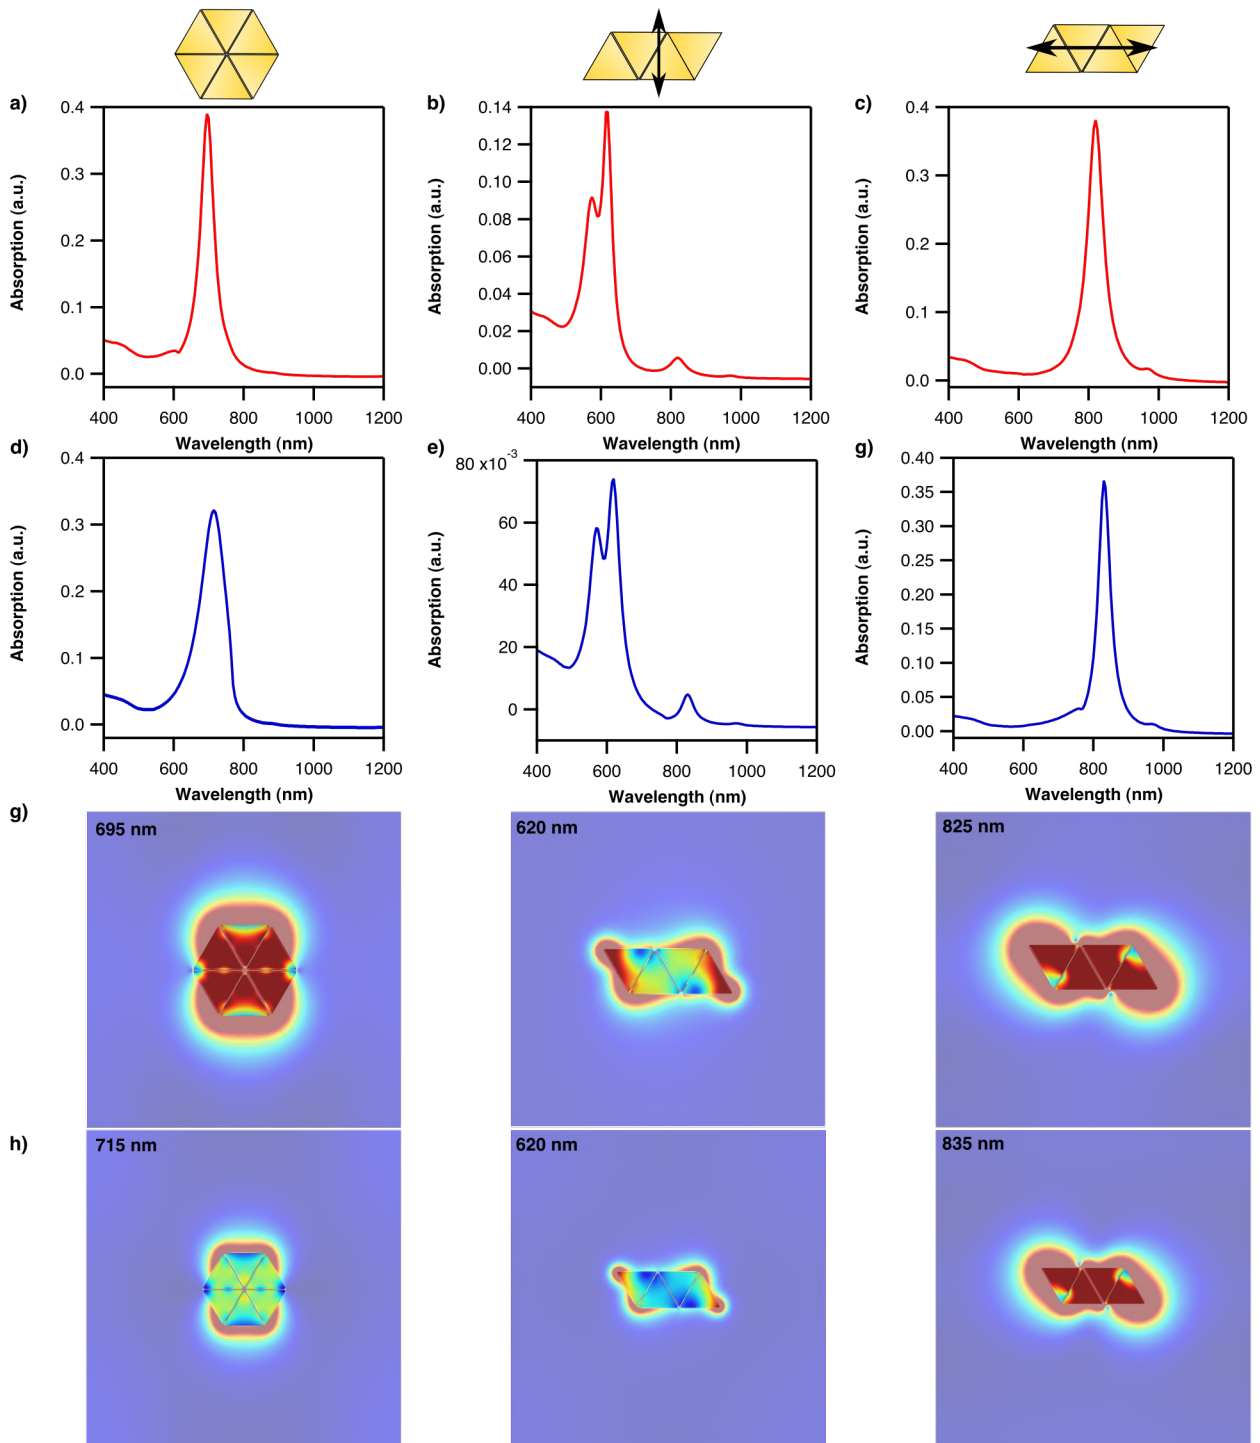 a)
0.4
0.3
0.2
0.1
0.0
Absorption (a.u.)
400 600 800 1000 1200
Wavelength (nm)
b)
0.14
0.12
0.10
0.08
0.06
0.04
0.02
0.00
Absorption (a.u.)
400 600 800 1000 1200
Wavelength (nm)
c)
0.4
0.3
0.2
0.1
0.0
Absorption (a.u.)
400 600 800 1000 1200
Wavelength (nm)
d)
0.4
0.3
0.2
0.1
0.0
Absorption (a.u.)
400 600 800 1000 1200
Wavelength (nm)
e)
80 x10⁻³
60
40
20
0
Absorption (a.u.)
400 600 800 1000 1200
Wavelength (nm)
g)
0.40
0.35
0.30
0.25
0.20
0.15
0.10
0.05
0.00
Absorption (a.u.)
400 600 800 1000 1200
Wavelength (nm)
g)
695 nm
620 nm
825 nm
h)
715 nm
620 nm
835 nm